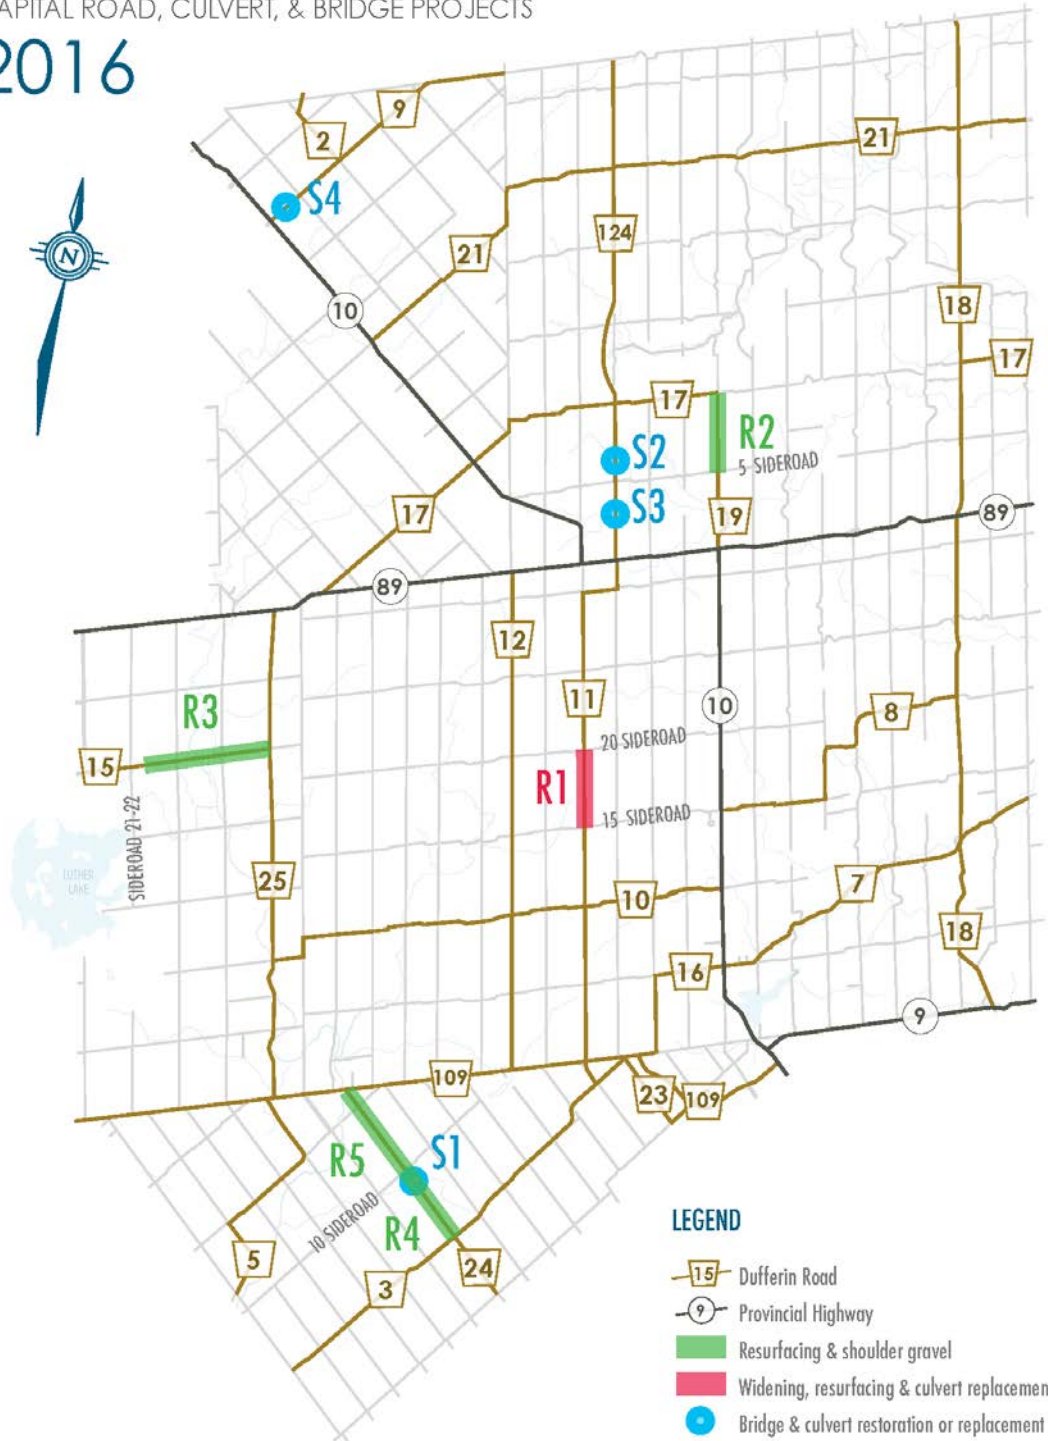 APITAL ROAD, CULVERT, & BRIDGE PROJECTS
2016
9
2
21
S4
124
21
N
10
18
17
17
R2
S2
5 SIDEROAD
S3
17
19
89
89
12
R3
11
10
8
20 SIDEROAD
15
R1
15 SIDEROAD
SIDEROAD 21-22
LUTHER
LAKE
25
7
10
18
16
9
109
23
109
S1
R5
10 SIDEROAD
R4
5
24
3
LEGEND
15 Dufferin Road
9 Provincial Highway
Resurfacing & shoulder gravel
Widening, resurfacing & culvert replacemen
Bridge & culvert restoration or replacement